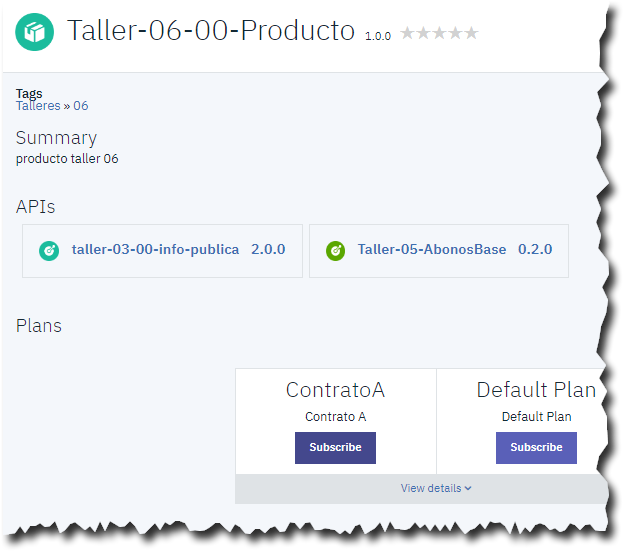 Taller-06-00-Producto 1.0.0
Tags
Talleres » 06
Summary
producto taller 06
APIs
taller-03-00-info-publica 2.0.0 Taller-05-AbonosBase 0.2.0
Plans
ContratoA Default Plan
Contrato A Default Plan
Subscribe Subscribe
View details